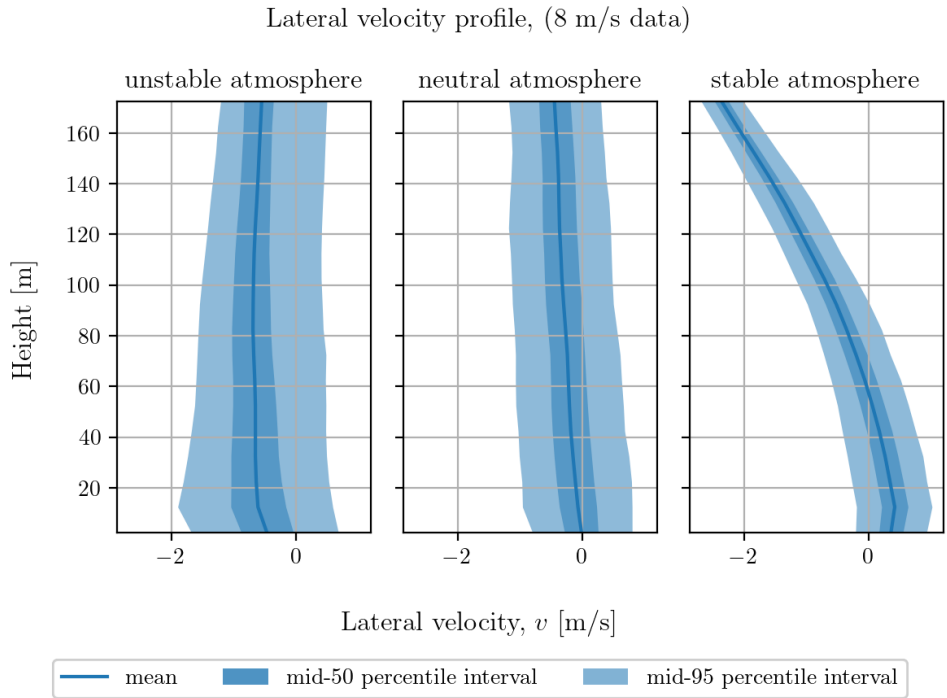 Lateral velocity profile, (8 m/s data)
unstable atmosphere
neutral atmosphere
stable atmosphere
Height [m]
160
140
120
100
80
60
40
20
−2 0
−2 0
−2 0
Lateral velocity, v [m/s]
mean mid-50 percentile interval mid-95 percentile interval